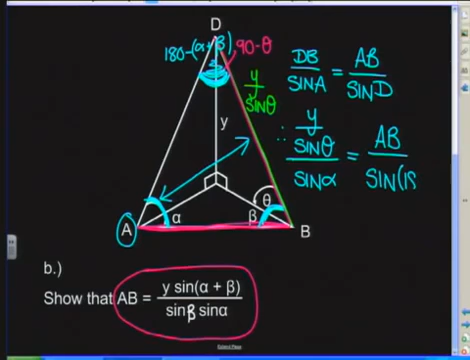 D
180-(α+β) 90-θ
DB = AB
SINA SIND
y
sinθ
y
∴ y
SINθ = AB
SINα SIN(18
θ
A α β B
b.)
Show that AB = y sin(α + β)
sinβ sinα